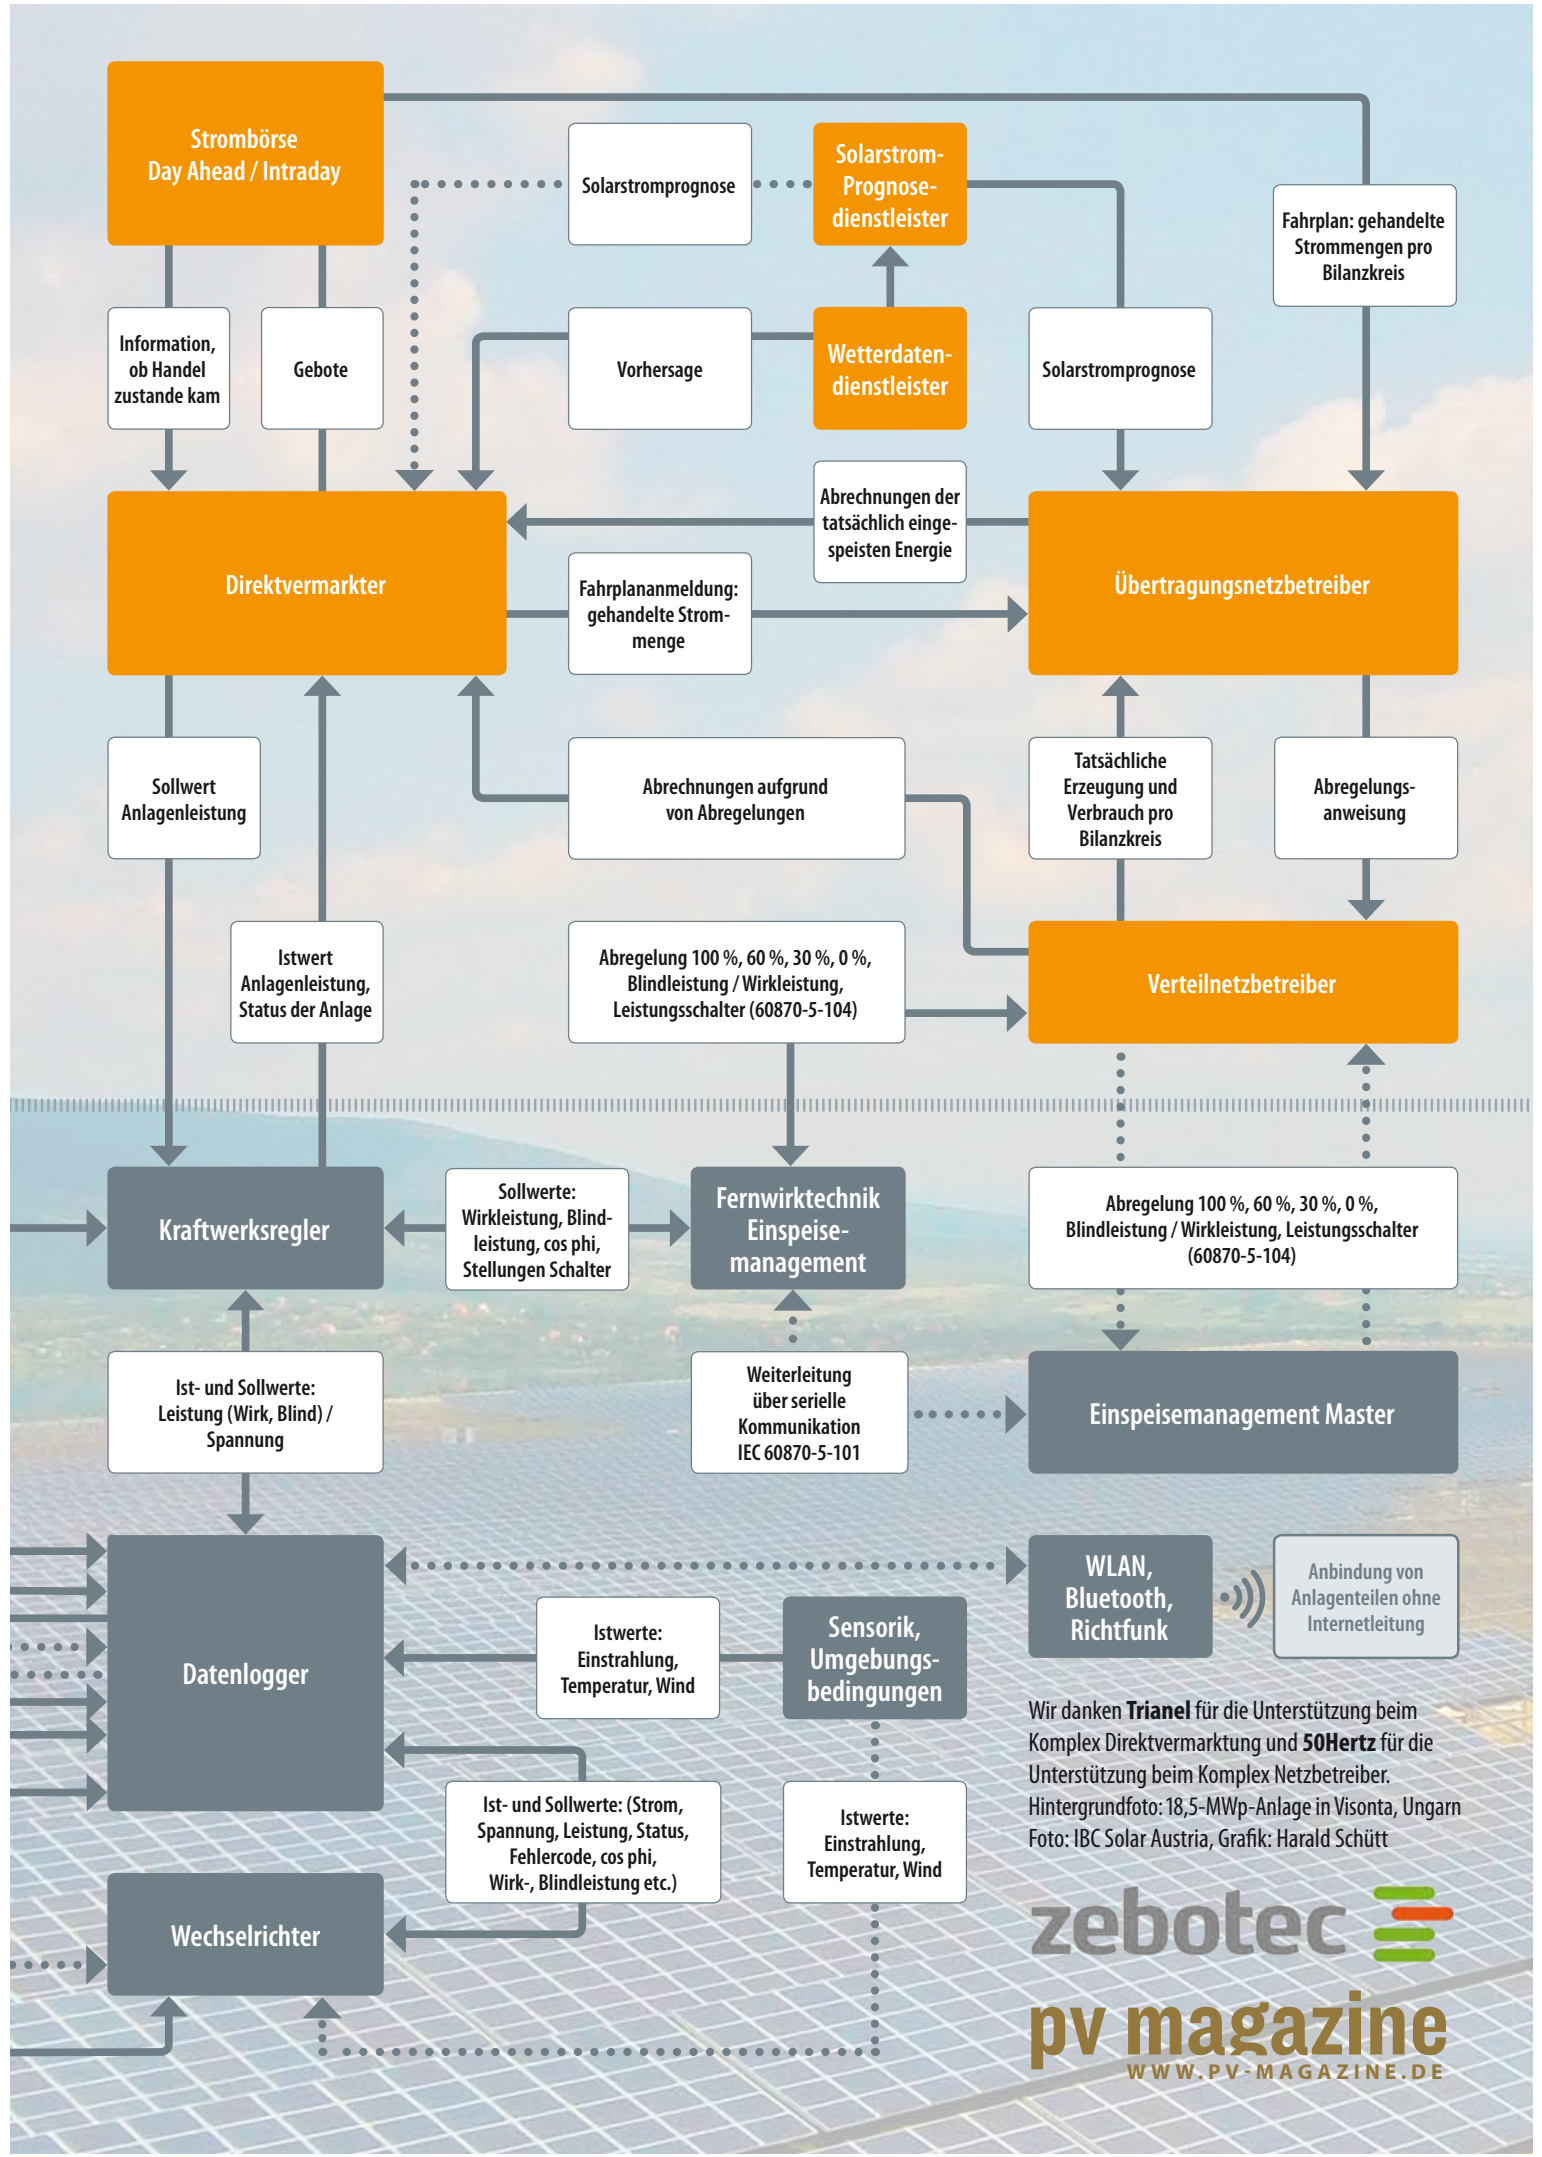 Strombörse
Day Ahead / Intraday
Solarstromprognose
Solarstrom-
Prognose-
dienstleister
Fahrplan: gehandelte
Strommengen pro
Bilanzkreis
Information,
ob Handel
zustande kam
Gebote
Vorhersage
Wetterdaten-
dienstleister
Solarstromprognose
Abrechnungen der
tatsächlich einge-
speisten Energie
Direktvermarkter
Fahrplananmeldung:
gehandelte Strom-
menge
Übertragungsnetzbetreiber
Sollwert
Anlagenleistung
Abrechnungen aufgrund
von Abregelungen
Tatsächliche
Erzeugung und
Verbrauch pro
Bilanzkreis
Abregelungs-
anweisung
Istwert
Anlagenleistung,
Status der Anlage
Abregelung 100 %, 60 %, 30 %, 0 %,
Blindleistung / Wirkleistung,
Leistungsschalter (60870-5-104)
Verteilnetzbetreiber
Kraftwerksregler
Sollwerte:
Wirkleistung, Blind-
leistung, cos phi,
Stellungen Schalter
Fernwirktechnik
Einspeise-
management
Abregelung 100 %, 60 %, 30 %, 0 %,
Blindleistung / Wirkleistung, Leistungsschalter
(60870-5-104)
Ist- und Sollwerte:
Leistung (Wirk, Blind) /
Spannung
Weiterleitung
über serielle
Kommunikation
IEC 60870-5-101
Einspeisemanagement Master
Datenlogger
Istwerte:
Einstrahlung,
Temperatur, Wind
Sensorik,
Umgebungs-
bedingungen
WLAN,
Bluetooth,
Richtfunk
Anbindung von
Anlagenteilen ohne
Internetleitung
Ist- und Sollwerte: (Strom,
Spannung, Leistung, Status,
Fehlercode, cos phi,
Wirk-, Blindleistung etc.)
Istwerte:
Einstrahlung,
Temperatur, Wind
Wechselrichter
Wir danken Trianel für die Unterstützung beim
Komplex Direktvermarktung und 50Hertz für die
Unterstützung beim Komplex Netzbetreiber.
Hintergrundfoto: 18,5-MWp-Anlage in Visonta, Ungarn
Foto: IBC Solar Austria, Grafik: Harald Schütt
zebotec
pv magazine
WWW.PV-MAGAZINE.DE